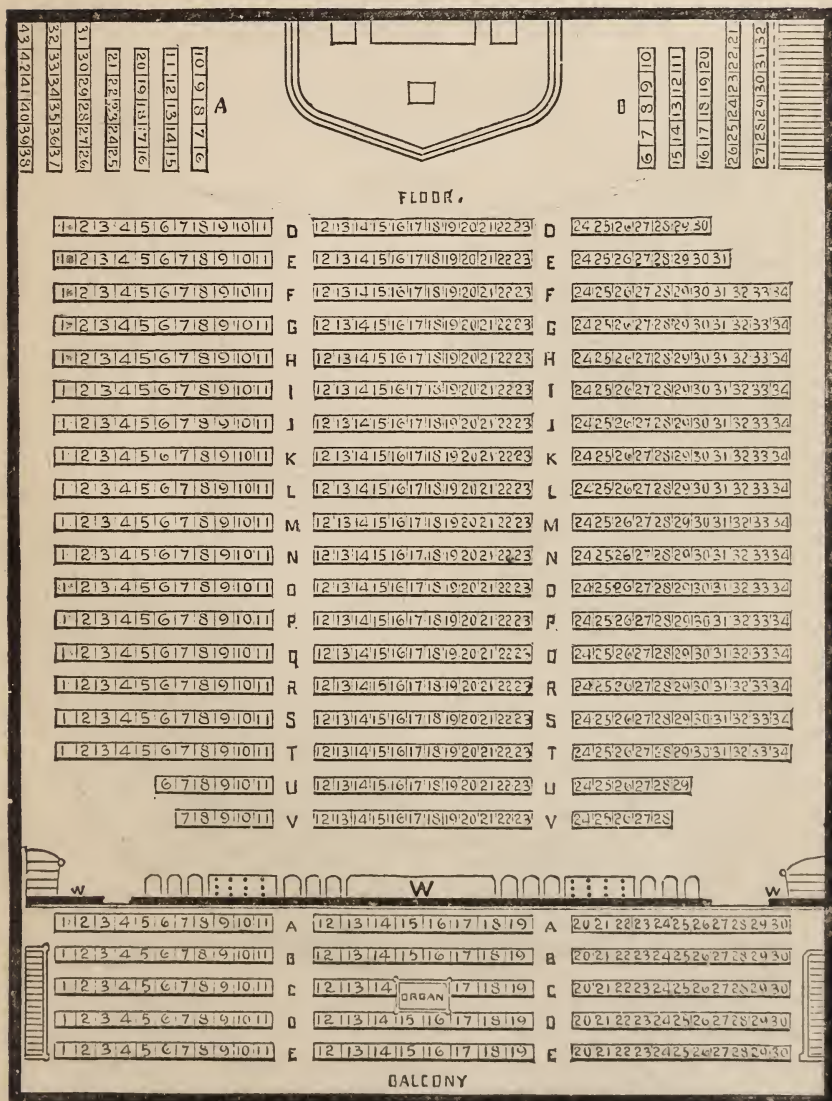 43 42 41 40 39 38
32 33 34 35 36 37
31 30 29 28 27 26
21 22 23 24 25
20 19 18 17 16
11 12 13 14 15
10 9 8 7 6
A
B
6 7 8 9 10
15 14 13 12 11
16 17 18 19 20
26 25 24 23 22 21
27 28 29 30 31 32
FLOOR.
1 2 3 4 5 6 7 8 9 10 11 D 12 13 14 15 16 17 18 19 20 21 22 23 D 24 25 26 27 28 29 30
1 2 3 4 5 6 7 8 9 10 11 E 12 13 14 15 16 17 18 19 20 21 22 23 E 24 25 26 27 28 29 30 31
1 2 3 4 5 6 7 8 9 10 11 F 12 13 14 15 16 17 18 19 20 21 22 23 F 24 25 26 27 28 29 30 31 32 33 34
1 2 3 4 5 6 7 8 9 10 11 G 12 13 14 15 16 17 18 19 20 21 22 23 G 24 25 26 27 28 29 30 31 32 33 34
1 2 3 4 5 6 7 8 9 10 11 H 12 13 14 15 16 17 18 19 20 21 22 23 H 24 25 26 27 28 29 30 31 32 33 34
1 2 3 4 5 6 7 8 9 10 11 I 12 13 14 15 16 17 18 19 20 21 22 23 I 24 25 26 27 28 29 30 31 32 33 34
1 2 3 4 5 6 7 8 9 10 11 J 12 13 14 15 16 17 18 19 20 21 22 23 J 24 25 26 27 28 29 30 31 32 33 34
1 2 3 4 5 6 7 8 9 10 11 K 12 13 14 15 16 17 18 19 20 21 22 23 K 24 25 26 27 28 29 30 31 32 33 34
1 2 3 4 5 6 7 8 9 10 11 L 12 13 14 15 16 17 18 19 20 21 22 23 L 24 25 26 27 28 29 30 31 32 33 34
1 2 3 4 5 6 7 8 9 10 11 M 12 13 14 15 16 17 18 19 20 21 22 23 M 24 25 26 27 28 29 30 31 32 33 34
1 2 3 4 5 6 7 8 9 10 11 N 12 13 14 15 16 17 18 19 20 21 22 23 N 24 25 26 27 28 29 30 31 32 33 34
1 2 3 4 5 6 7 8 9 10 11 O 12 13 14 15 16 17 18 19 20 21 22 23 O 24 25 26 27 28 29 30 31 32 33 34
1 2 3 4 5 6 7 8 9 10 11 P. 12 13 14 15 16 17 18 19 20 21 22 23 P. 24 25 26 27 28 29 30 31 32 33 34
1 2 3 4 5 6 7 8 9 10 11 Q 12 13 14 15 16 17 18 19 20 21 22 23 Q 24 25 26 27 28 29 30 31 32 33 34
1 2 3 4 5 6 7 8 9 10 11 R 12 13 14 15 16 17 18 19 20 21 22 23 R 24 25 26 27 28 29 30 31 32 33 34
1 2 3 4 5 6 7 8 9 10 11 S 12 13 14 15 16 17 18 19 20 21 22 23 S 24 25 26 27 28 29 30 31 32 33 34
1 2 3 4 5 6 7 8 9 10 11 T 12 13 14 15 16 17 18 19 20 21 22 23 T 24 25 26 27 28 29 30 31 32 33 34
6 7 8 9 10 11 U 12 13 14 15 16 17 18 19 20 21 22 23 U 24 25 26 27 28 29
7 8 9 10 11 V 12 13 14 15 16 17 18 19 20 21 22 23 V 24 25 26 27 28
W W W
1 2 3 4 5 6 7 8 9 10 11 A 12 13 14 15 16 17 18 19 A 20 21 22 23 24 25 26 27 28 29 30
1 2 3 4 5 6 7 8 9 10 11 B 12 13 14 15 16 17 18 19 B 20 21 22 23 24 25 26 27 28 29 30
1 2 3 4 5 6 7 8 9 10 11 C 12 13 14 ORGAN 17 18 19 C 20 21 22 23 24 25 26 27 28 29 30
1 2 3 4 5 6 7 8 9 10 11 D 12 13 14 15 16 17 18 19 D 20 21 22 23 24 25 26 27 28 29 30
1 2 3 4 5 6 7 8 9 10 11 E 12 13 14 15 16 17 18 19 E 20 21 22 23 24 25 26 27 28 29 30
BALCONY